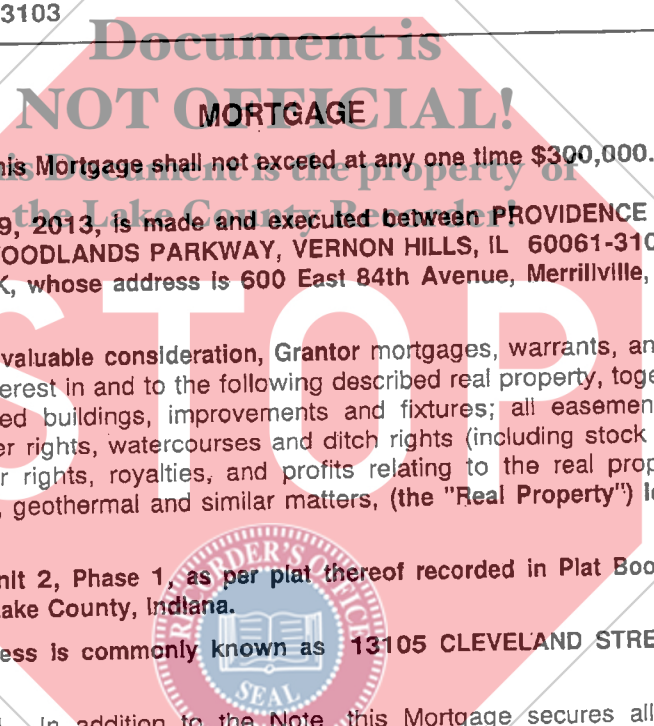 3103
Document is
NOT OFFICIAL!
MORTGAGE
his Mortgage shall not exceed at any one time $300,000.
This Document is the property of
the Lake County Recorder!
9, 2013, is made and executed between PROVIDENCE
OODLANDS PARKWAY, VERNON HILLS, IL 60061-310
K, whose address is 600 East 84th Avenue, Merrillville,
STOP
valuable consideration, Grantor mortgages, warrants, an
erest in and to the following described real property, toge
ed buildings, improvements and fixtures; all easemen
er rights, watercourses and ditch rights (including stock
r rights, royalties, and profits relating to the real prop
, geothermal and similar matters, (the "Real Property") lo
nit 2, Phase 1, as per plat thereof recorded in Plat Boo
ake County, Indiana.
RECORDER'S OFFICE
ess is commonly known as 13105 CLEVELAND STRE
SEAL
In addition to the Note, this Mortgage secures all